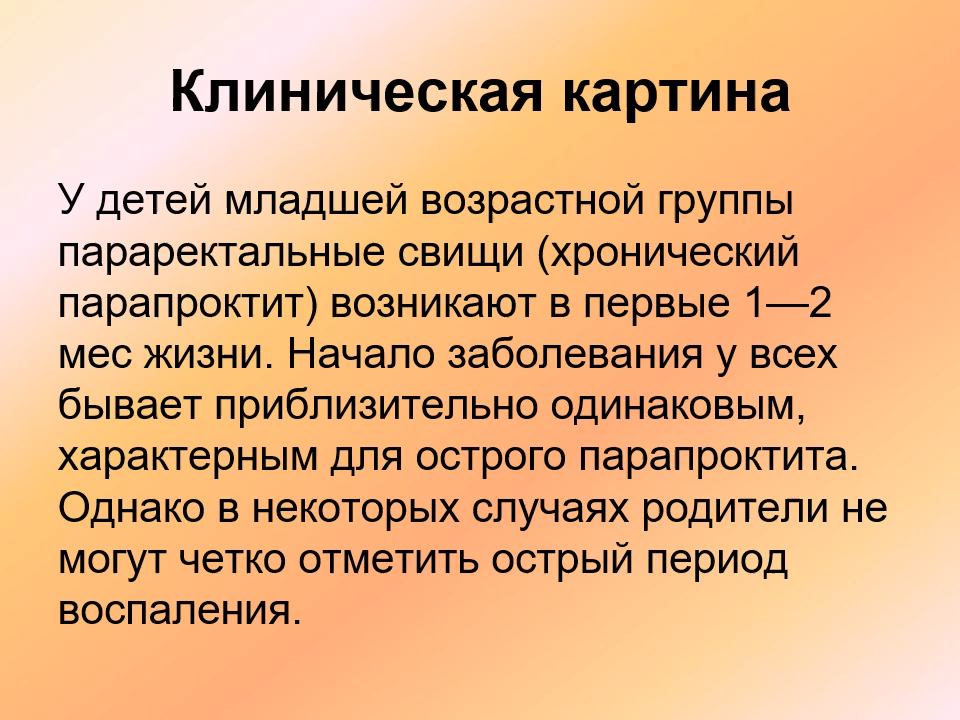 Клиническая картина
У детей младшей возрастной группы
параректальные свищи (хронический
парапроктит) возникают в первые 1—2
мес жизни. Начало заболевания у всех
бывает приблизительно одинаковым,
характерным для острого парапроктита.
Однако в некоторых случаях родители не
могут четко отметить острый период
воспаления.